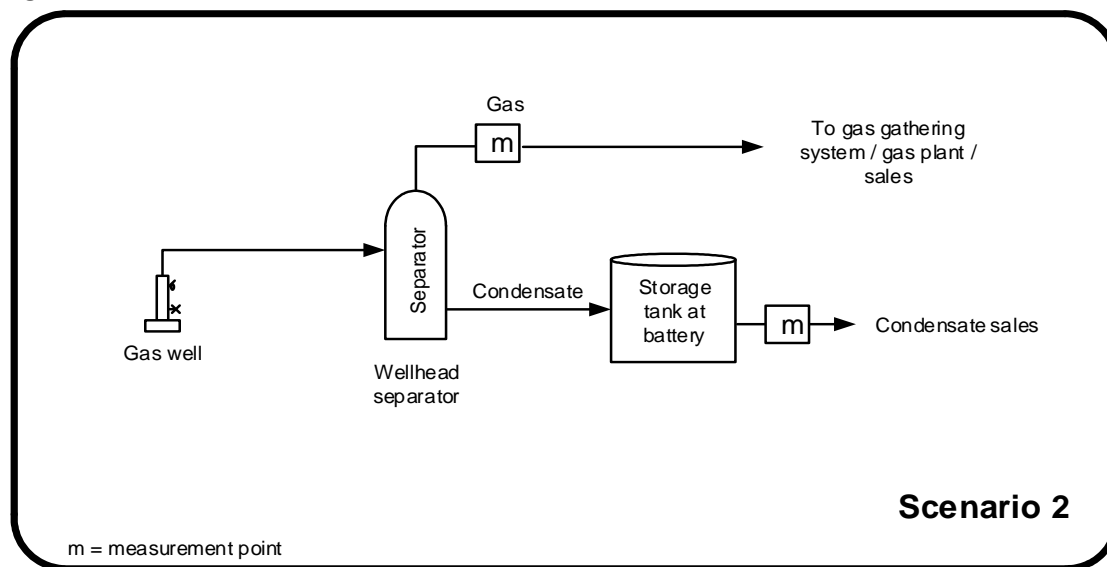 Gas
m
To gas gathering
system / gas plant /
sales
Separator
Condensate
Storage
tank at
battery
m
Condensate sales
Gas well
Wellhead
separator
Scenario 2
m = measurement point